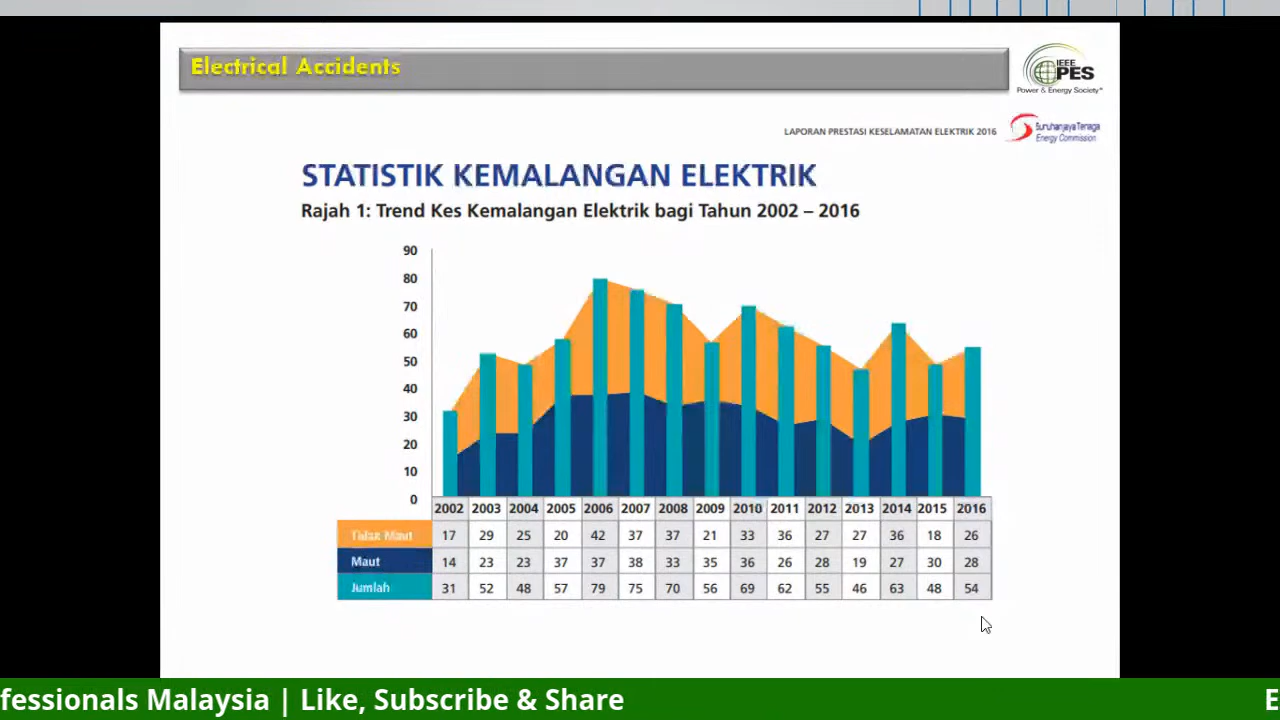 Electrical Accidents
IEEE
PES
Power & Energy Society
LAPORAN PRESTASI KESELAMATAN ELEKTRIK 2016
Suruhanjaya Tenaga
Energy Commission
STATISTIK KEMALANGAN ELEKTRIK
Rajah 1: Trend Kes Kemalangan Elektrik bagi Tahun 2002 – 2016
90
80
70
60
50
40
30
20
10
0
2002 2003 2004 2005 2006 2007 2008 2009 2010 2011 2012 2013 2014 2015 2016
Tidak Maut 17 29 25 20 42 37 37 21 33 36 27 27 36 18 26
Maut 14 23 23 37 37 38 33 35 36 26 28 19 27 30 28
Jumlah 31 52 48 57 79 75 70 56 69 62 55 46 63 48 54
fessionals Malaysia | Like, Subscribe & Share E